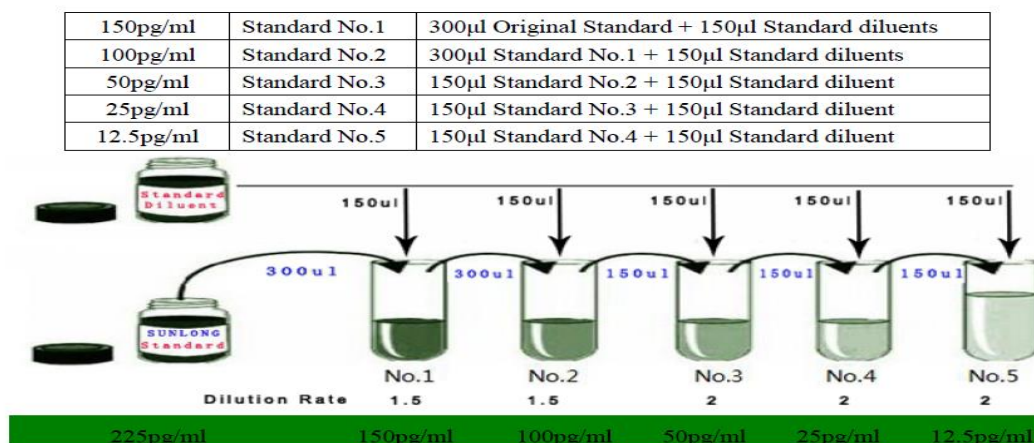 150pg/ml Standard No.1 300μl Original Standard + 150μl Standard diluents
100pg/ml Standard No.2 300μl Standard No.1 + 150μl Standard diluents
50pg/ml Standard No.3 150μl Standard No.2 + 150μl Standard diluent
25pg/ml Standard No.4 150μl Standard No.3 + 150μl Standard diluent
12.5pg/ml Standard No.5 150μl Standard No.4 + 150μl Standard diluent
Standard
Diluent
150ul 150ul 150ul 150ul 150ul
300ul 300ul 150ul 150ul 150ul
SUNLONG
Standard
No.1 No.2 No.3 No.4 No.5
Dilution Rate 1.5 1.5 2 2 2
225pg/ml 150pg/ml 100pg/ml 50pg/ml 25pg/ml 12.5pg/ml